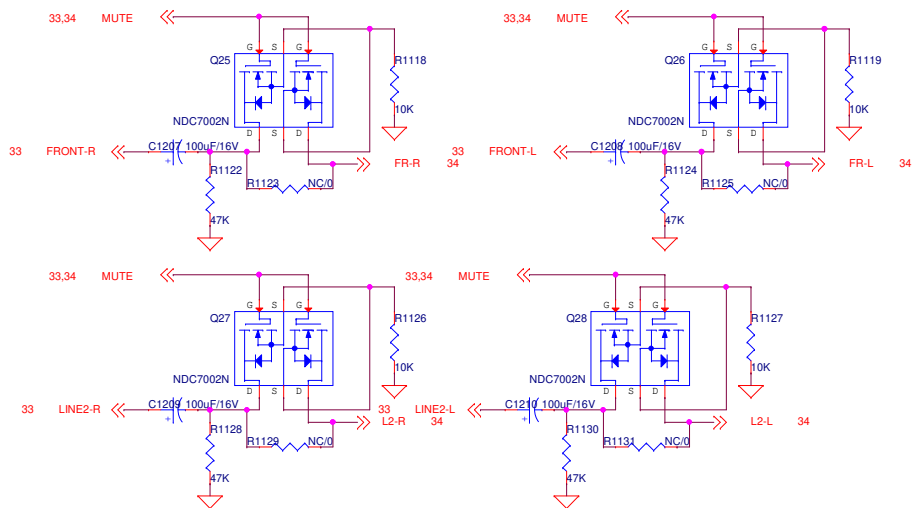 33,34 MUTE 33,34 MUTE
G S G G S G
Q25 R1118 Q26 R1119
10K 10K
NDC7002N NDC7002N
D S D D S D
33 FRONT-R C1207 100uF/16V 33 FRONT-L C1208 100uF/16V
+ FR-R 34 + FR-L 34
R1122 R1124
R1123 NC/0 R1125 NC/0
47K 47K
33,34 MUTE 33,34 MUTE
G S G G S G
Q27 R1126 Q28 R1127
10K 10K
NDC7002N NDC7002N
D S D D S D
33 LINE2-R C1209 100uF/16V 33 LINE2-L C1210 100uF/16V
+ L2-R 34 + L2-L 34
R1128 R1130
R1129 NC/0 R1131 NC/0
47K 47K